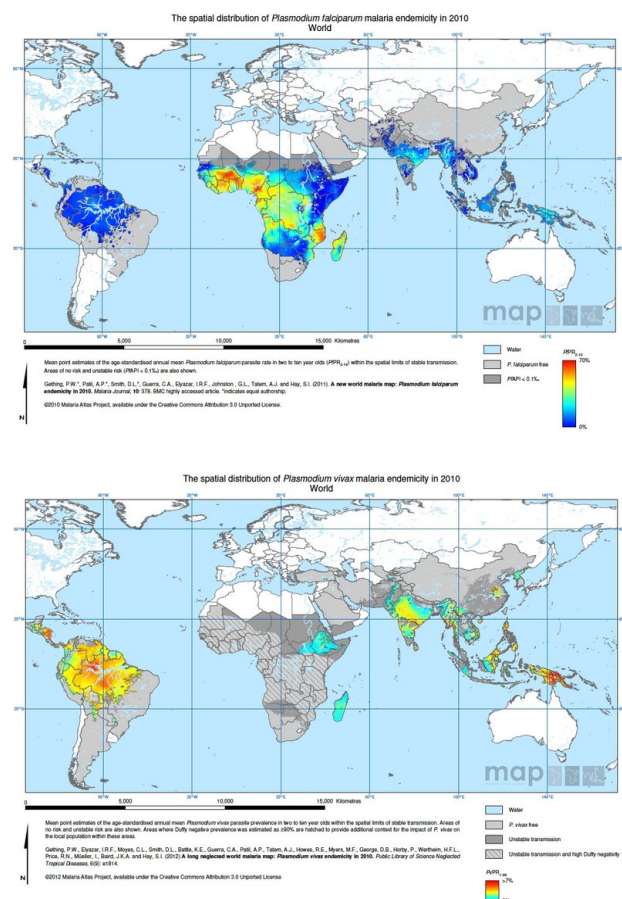 The spatial distribution of Plasmodium falciparum malaria endemicity in 2010
World
map
0 5,000 10,000 15,000 Kilometres
Mean point estimates of the age-standardised annual mean Plasmodium falciparum parasite rate in two to ten year olds (PfPR2-10) within the spatial limits of stable transmission.
Areas of no risk and unstable risk (PfAPI < 0.1‰) are also shown.
Gething, P.W.*, Patil, A.P.*, Smith, D.L.*, Guerra, C.A., Elyazar, I.R.F., Johnston, G.L., Tatem, A.J. and Hay, S.I. (2011). A new world malaria map: Plasmodium falciparum
endemicity in 2010. Malaria Journal, 10: 378. BMC highly accessed article. *indicates equal authorship.
©2010 Malaria Atlas Project, available under the Creative Commons Attribution 3.0 Unported License.
N
Water
P. falciparum free
PfAPI < 0.1‰
PfPR2-10
70%
0%
The spatial distribution of Plasmodium vivax malaria endemicity in 2010
World
map
0 5,000 10,000 15,000 Kilometres
Mean point estimates of the age-standardised annual mean Plasmodium vivax parasite prevalence in two to ten year olds within the spatial limits of stable transmission. Areas of
no risk and unstable risk are also shown. Areas where Duffy negative prevalence was estimated as ≥90% are hatched to provide additional context for the impact of P. vivax on
the local population within these areas.
Gething, P.W., Elyazar, I.R.F., Moyes, C.L., Smith, D.L., Battle, K.E., Guerra, C.A., Patil, A.P., Tatem, A.J., Howes, R.E., Myers, M.F., George, D.B., Horby, P., Wertheim, H.F.L.,
Price, R.N., Müeller, I., Baird, J.K.A. and Hay, S.I. (2012) A long neglected world malaria map: Plasmodium vivax endemicity in 2010. Public Library of Science Neglected
Tropical Diseases, 6(9): e1814.
©2012 Malaria Atlas Project, available under the Creative Commons Attribution 3.0 Unported License.
N
Water
P. vivax free
Unstable transmission
Unstable transmission and high Duffy negativity
PvPR1-99
>7%